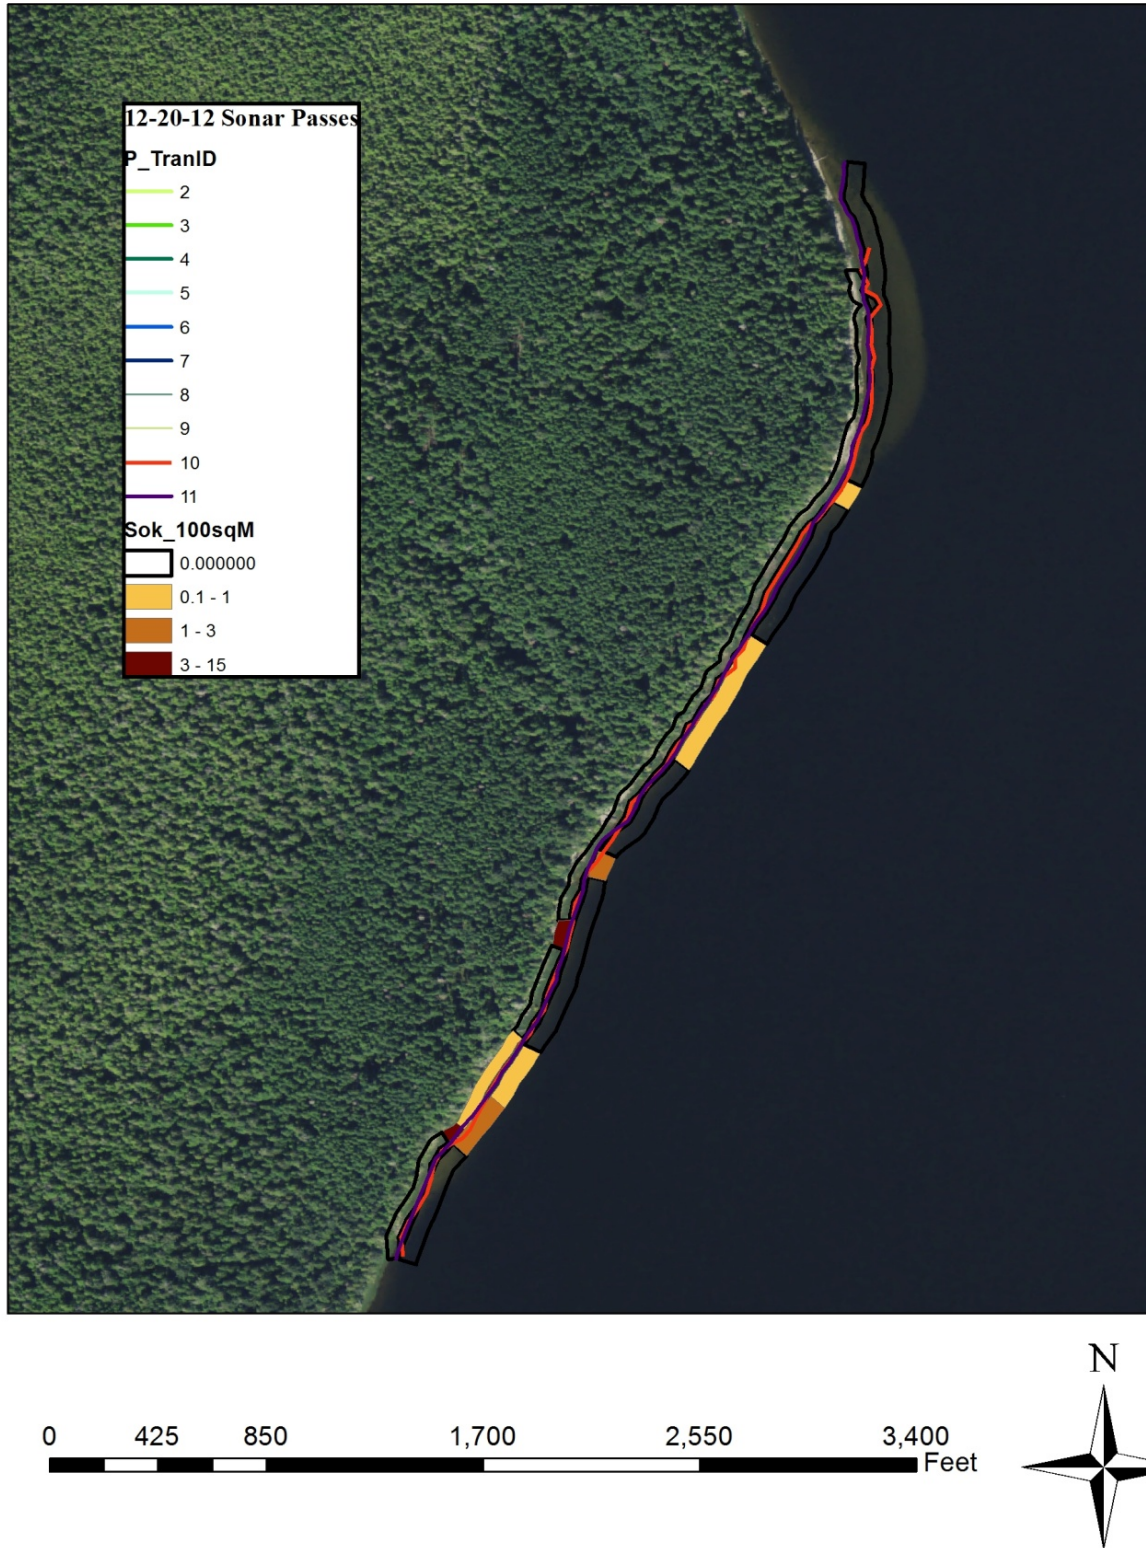 12-20-12 Sonar Passes
P_TranID
2
3
4
5
6
7
8
9
10
11
Sok_100sqM
0.000000
0.1 - 1
1 - 3
3 - 15
N
0 425 850 1,700 2,550 3,400
Feet